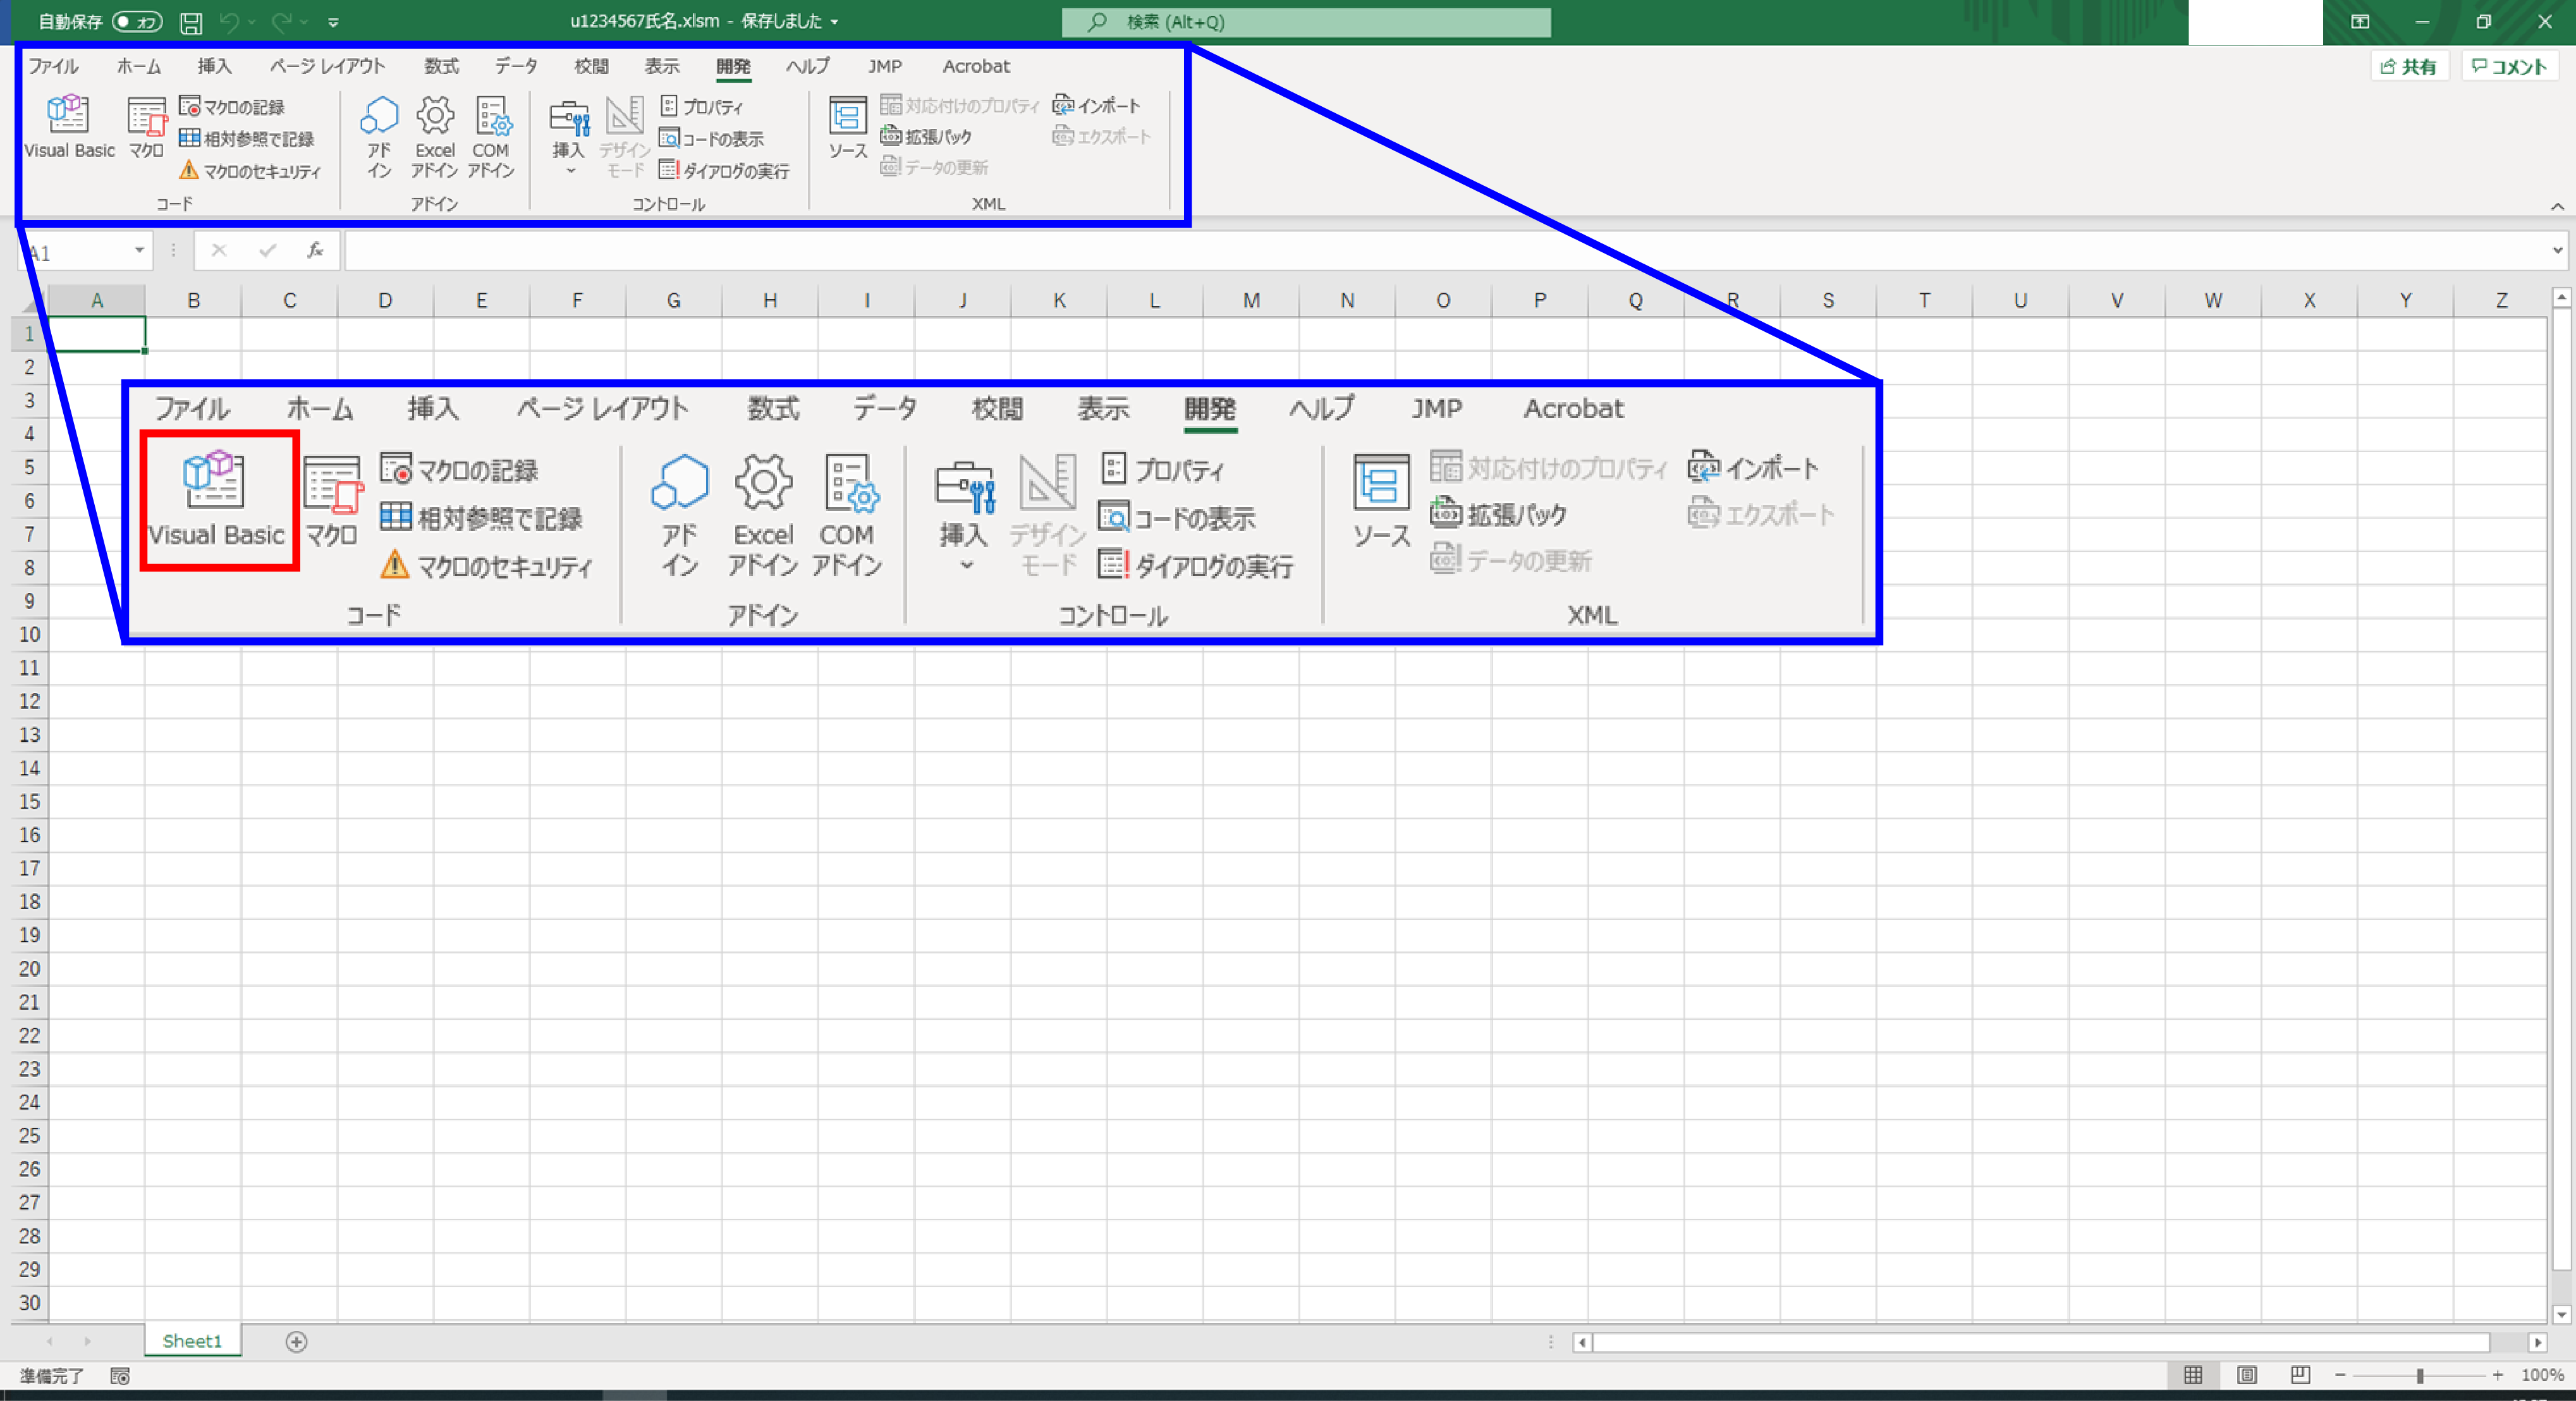 自動保存 オフ u1234567氏名.xlsm - 保存しました 検索 (Alt+Q)
ファイル ホーム 挿入 ページ レイアウト 数式 データ 校閲 表示 開発 ヘルプ JMP Acrobat 共有 コメント
Visual Basic マクロ マクロの記録 相対参照で記録 マクロのセキュリティ
コード
アドイン Excel アドイン COM アドイン
アドイン
挿入 デザイン モード プロパティ コードの表示 ダイアログの実行
コントロール
ソース 対応付けのプロパティ 拡張パック データの更新 インポート エクスポート
XML
A1 fx
A B C D E F G H I J K L M N O P Q R S T U V W X Y Z
1
2
3
4
5
6
7
8
9
10
11
12
13
14
15
16
17
18
19
20
21
22
23
24
25
26
27
28
29
30
ファイル ホーム 挿入 ページ レイアウト 数式 データ 校閲 表示 開発 ヘルプ JMP Acrobat
Visual Basic マクロ マクロの記録 相対参照で記録 マクロのセキュリティ
コード
アドイン Excel アドイン COM アドイン
アドイン
挿入 デザイン モード プロパティ コードの表示 ダイアログの実行
コントロール
ソース 対応付けのプロパティ 拡張パック データの更新 インポート エクスポート
XML
Sheet1
準備完了 100%